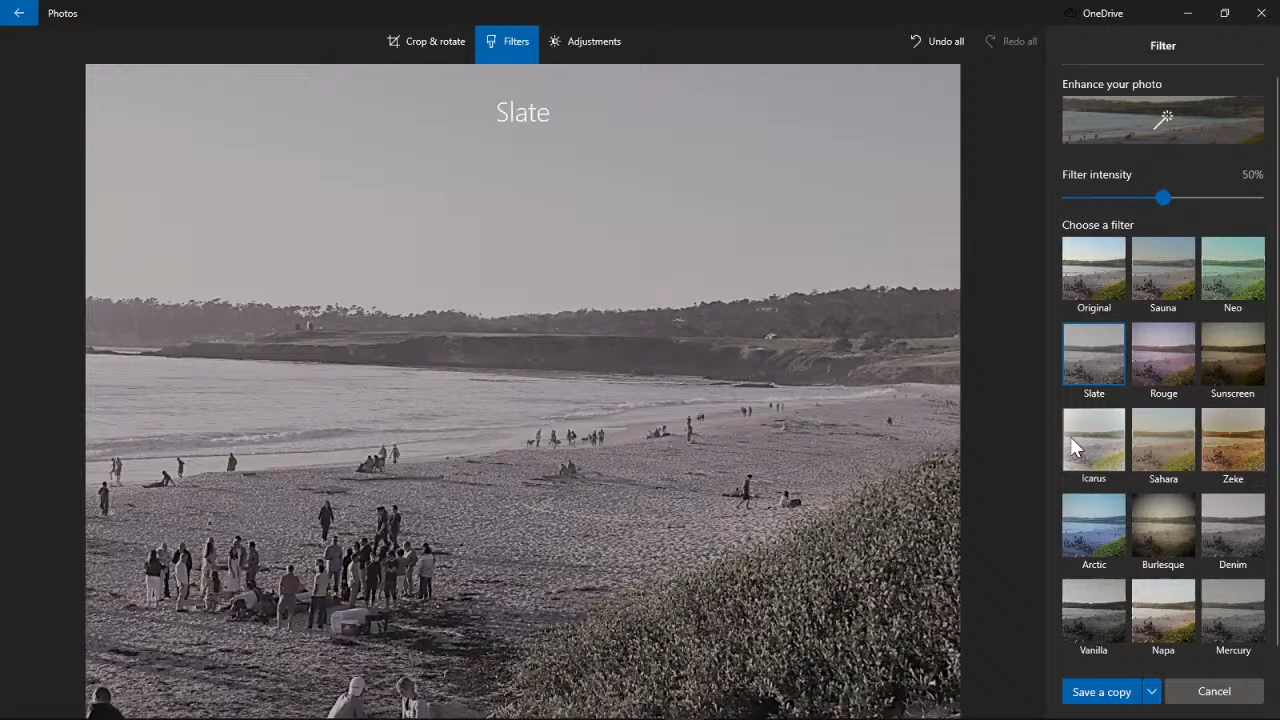 Photos
OneDrive
Crop & rotate
Filters
Adjustments
Undo all
Redo all
Filter
Slate
Enhance your photo
Filter intensity 50%
Choose a filter
Original Sauna Neo
Slate Rouge Sunscreen
Icarus Sahara Zeke
Arctic Burlesque Denim
Vanilla Napa Mercury
Save a copy
Cancel